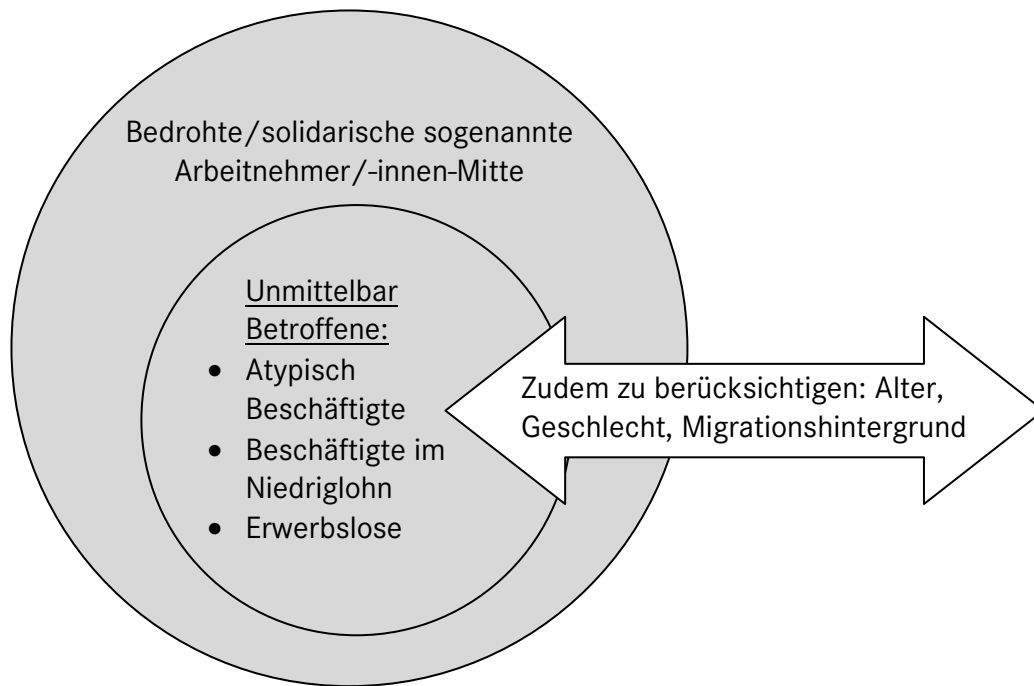 Bedrohte/solidarische sogenannte
Arbeitnehmer/-innen-Mitte
Unmittelbar
Betroffene:
• Atypisch
Beschäftigte
• Beschäftigte im
Niedriglohn
• Erwerbslose
Zudem zu berücksichtigen: Alter,
Geschlecht, Migrationshintergrund